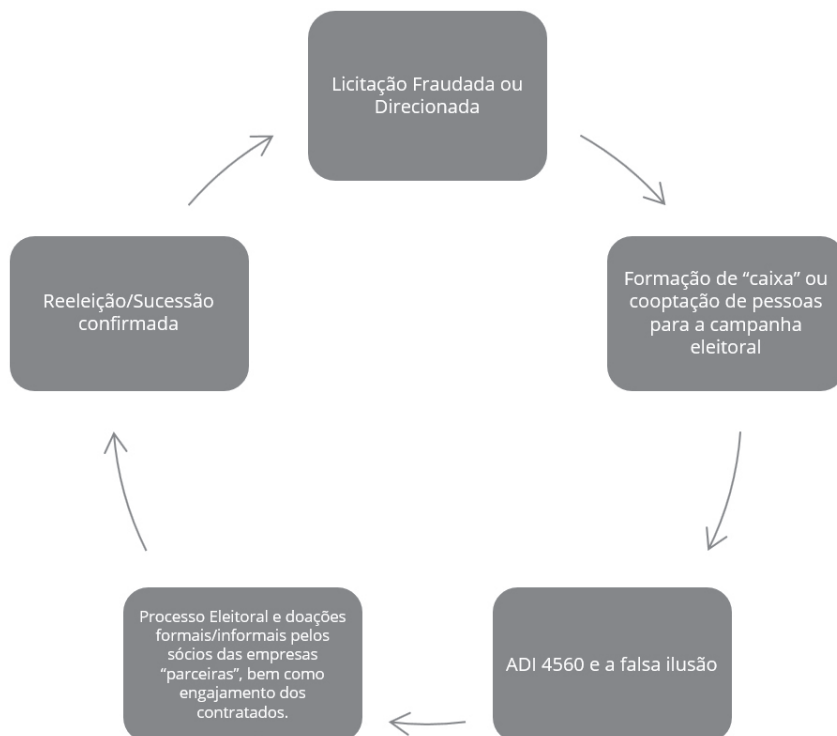 Licitação Fraudada ou
Direcionada
Formação de “caixa” ou
cooptação de pessoas
para a campanha
eleitoral
ADI 4560 e a falsa ilusão
Processo Eleitoral e doações
formais/informais pelos
sócios das empresas
“parceiras”, bem como
engajamento dos
contratados.
Reeleição/Sucessão
confirmada